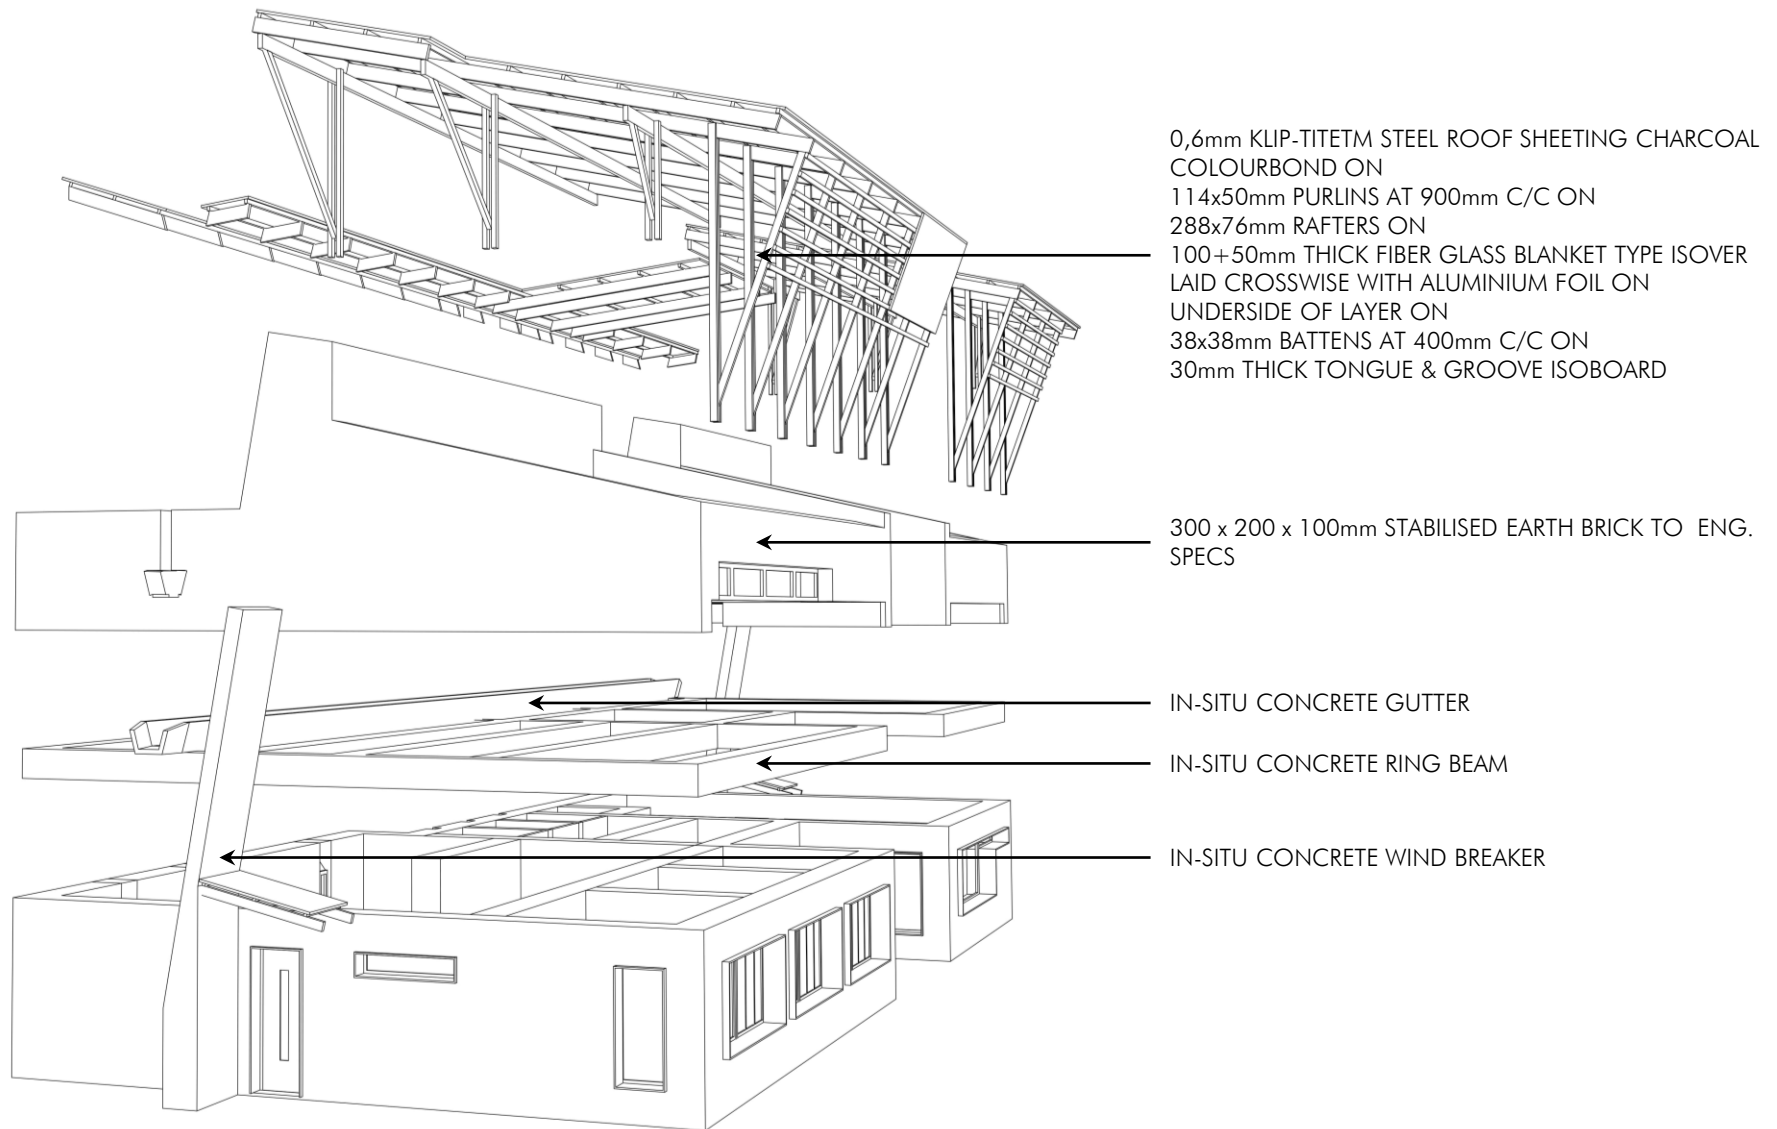 0,6mm KLIP-TITETM STEEL ROOF SHEETING CHARCOAL
COLOURBOND ON
114x50mm PURLINS AT 900mm C/C ON
288x76mm RAFTERS ON
100+50mm THICK FIBER GLASS BLANKET TYPE ISOVER
LAID CROSSWISE WITH ALUMINIUM FOIL ON
UNDERSIDE OF LAYER ON
38x38mm BATTENS AT 400mm C/C ON
30mm THICK TONGUE & GROOVE ISOBOARD
300 x 200 x 100mm STABILISED EARTH BRICK TO ENG.
SPECS
IN-SITU CONCRETE GUTTER
IN-SITU CONCRETE RING BEAM
IN-SITU CONCRETE WIND BREAKER